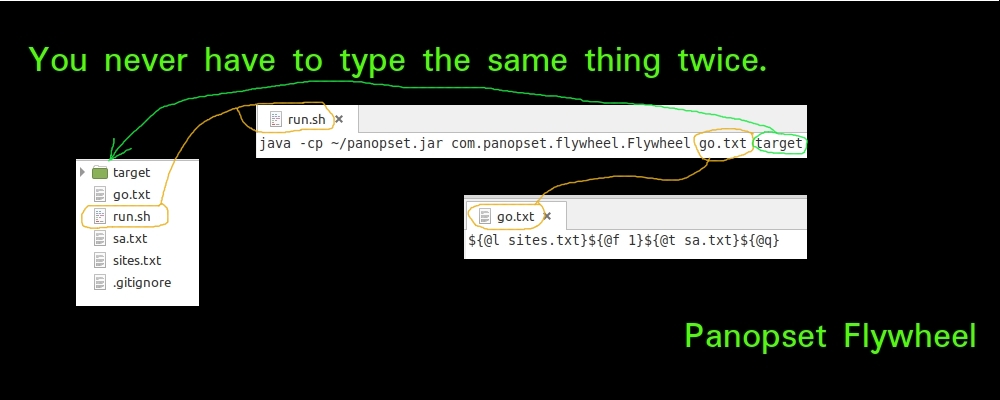 You never have to type the same thing twice.
run.sh
java -cp ~/panopset.jar com.panopset.flywheel.Flywheel go.txt target
target
go.txt
run.sh
sa.txt
sites.txt
.gitignore
go.txt
${@l sites.txt}${@f 1}${@t sa.txt}${@q}
Panopset Flywheel